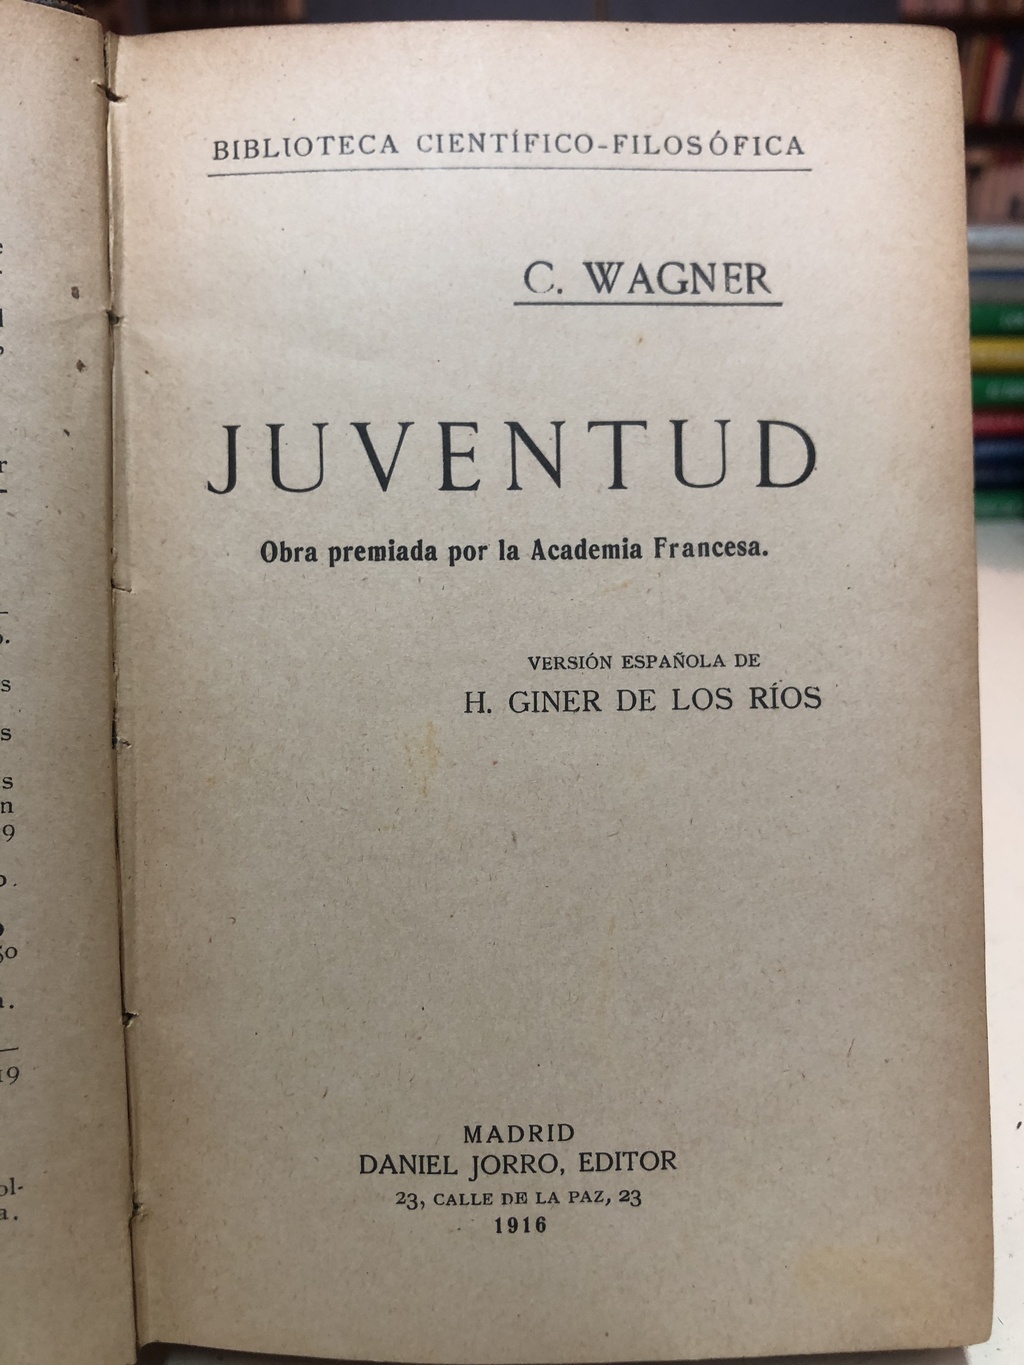 BIBLIOTECA CIENTÍFICO-FILOSÓFICA
C. WAGNER
JUVENTUD
Obra premiada por la Academia Francesa.
VERSIÓN ESPAÑOLA DE
H. GINER DE LOS RÍOS
MADRID
DANIEL JORRO, EDITOR
23, CALLE DE LA PAZ, 23
1916